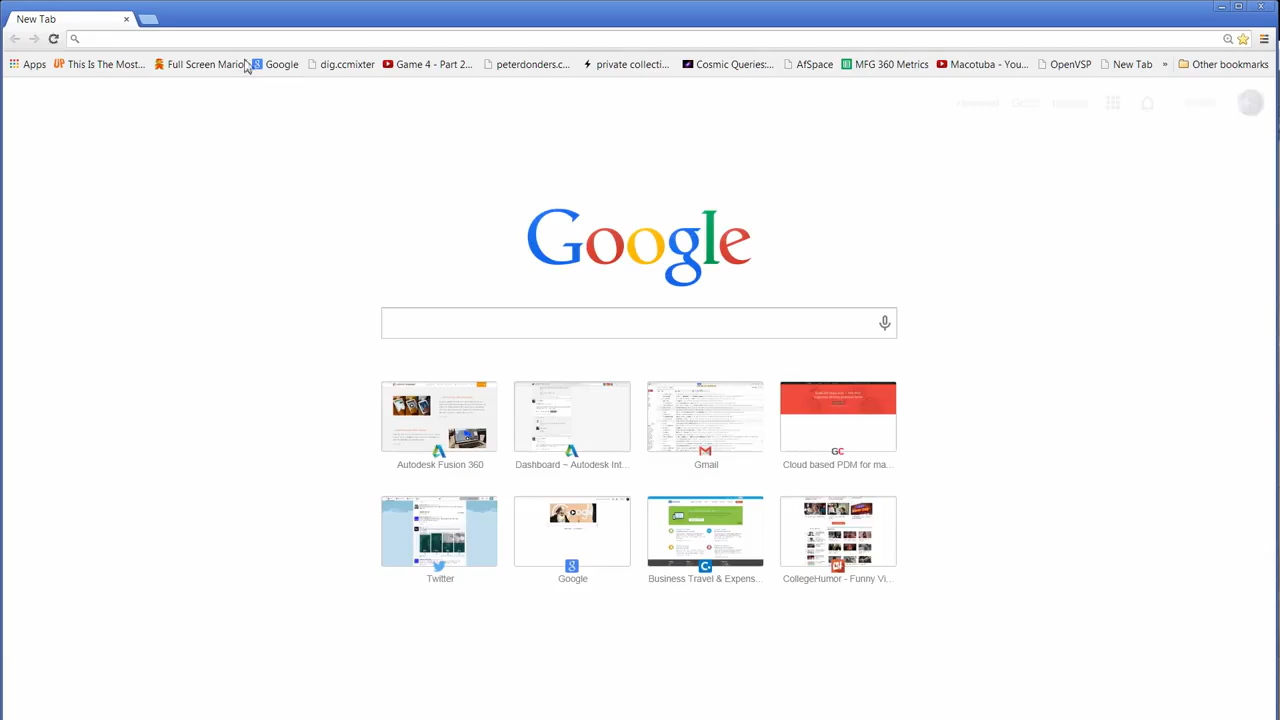 New Tab
Apps This Is The Most... Full Screen Mario Google dig.ccmixter Game 4 - Part 2... peterdonders.c... private collecti... Cosmic Queries:... AfSpace MFG 360 Metrics Macotuba - You... OpenVSP New Tab » Other bookmarks
Google
Autodesk Fusion 360 Dashboard ~ Autodesk Int... Gmail Cloud based PDM for ma...
GC
Twitter Google Business Travel & Expens... CollegeHumor - Funny Vi...